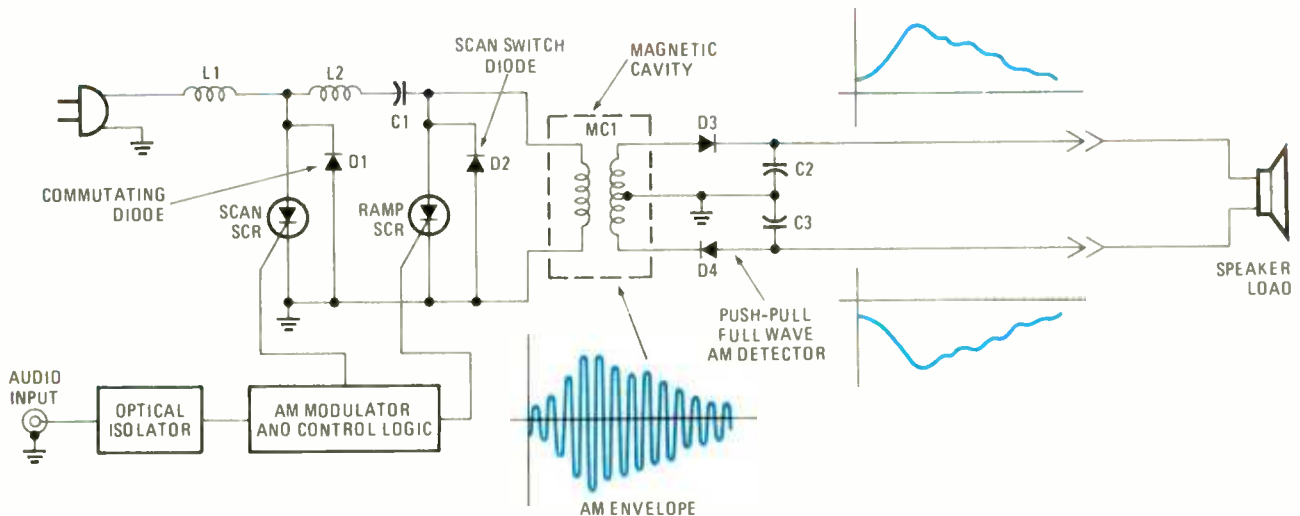 SCAN SWITCH
DIODE
MAGNETIC
CAVITY
L1
L2
C1
MC1
D3
D1
D2
C2
COMMUTATING
DIODE
SCAN
SCR
RAMP
SCR
C3
D4
SPEAKER
LOAD
PUSH-PULL
FULL WAVE
AM DETECTOR
AUDIO
INPUT
OPTICAL
ISOLATOR
AM MODULATOR
AND CONTROL LOGIC
AM ENVELOPE